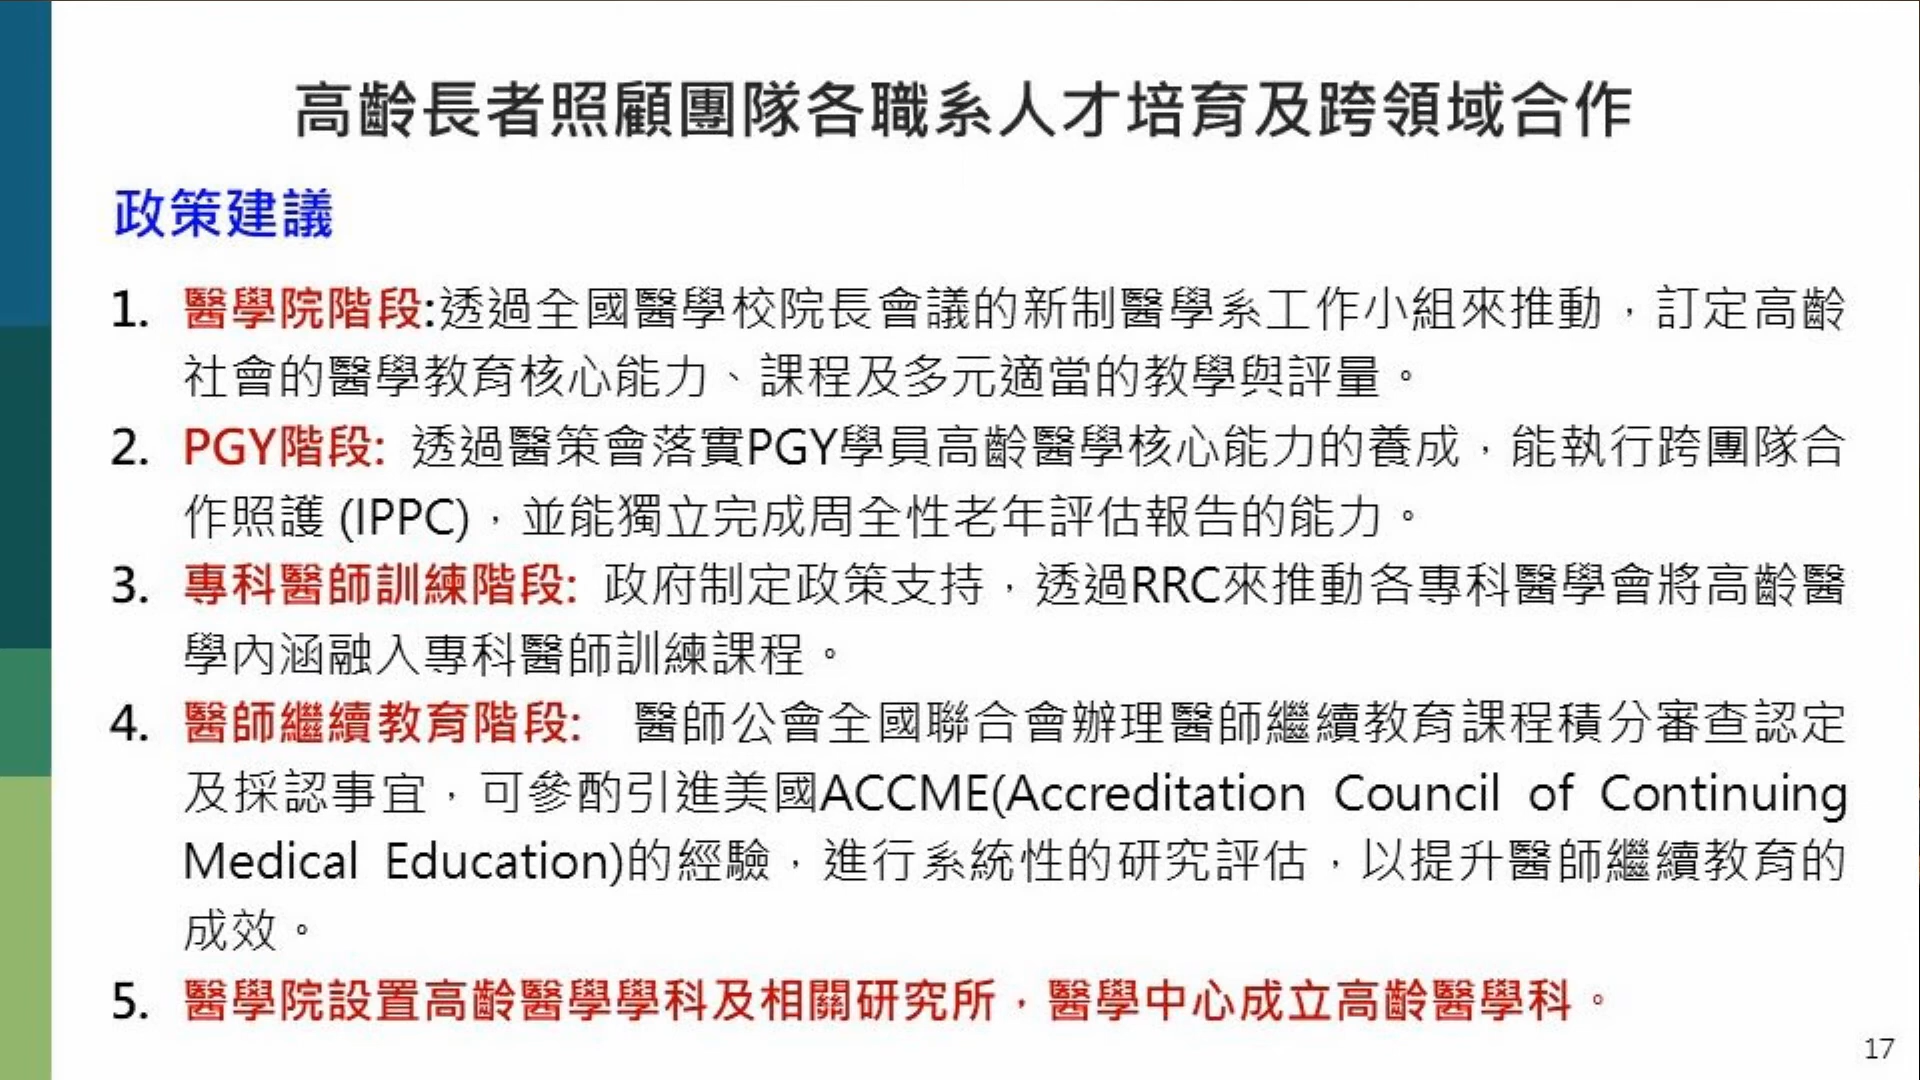 高齡長者照顧團隊各職系人才培育及跨領域合作
政策建議
1. 醫學院階段:透過全國醫學校院長會議的新制醫學系工作小組來推動，訂定高齡
社會的醫學教育核心能力、課程及多元適當的教學與評量。
2. PGY階段: 透過醫策會落實PGY學員高齡醫學核心能力的養成，能執行跨團隊合
作照護 (IPPC)，並能獨立完成周全性老年評估報告的能力。
3. 專科醫師訓練階段: 政府制定政策支持，透過RRC來推動各專科醫學會將高齡醫
學內涵融入專科醫師訓練課程。
4. 醫師繼續教育階段: 醫師公會全國聯合會辦理醫師繼續教育課程積分審查認定
及採認事宜，可參酌引進美國ACCME(Accreditation Council of Continuing
Medical Education)的經驗，進行系統性的研究評估，以提升醫師繼續教育的
成效。
5. 醫學院設置高齡醫學學科及相關研究所，醫學中心成立高齡醫學科。
17